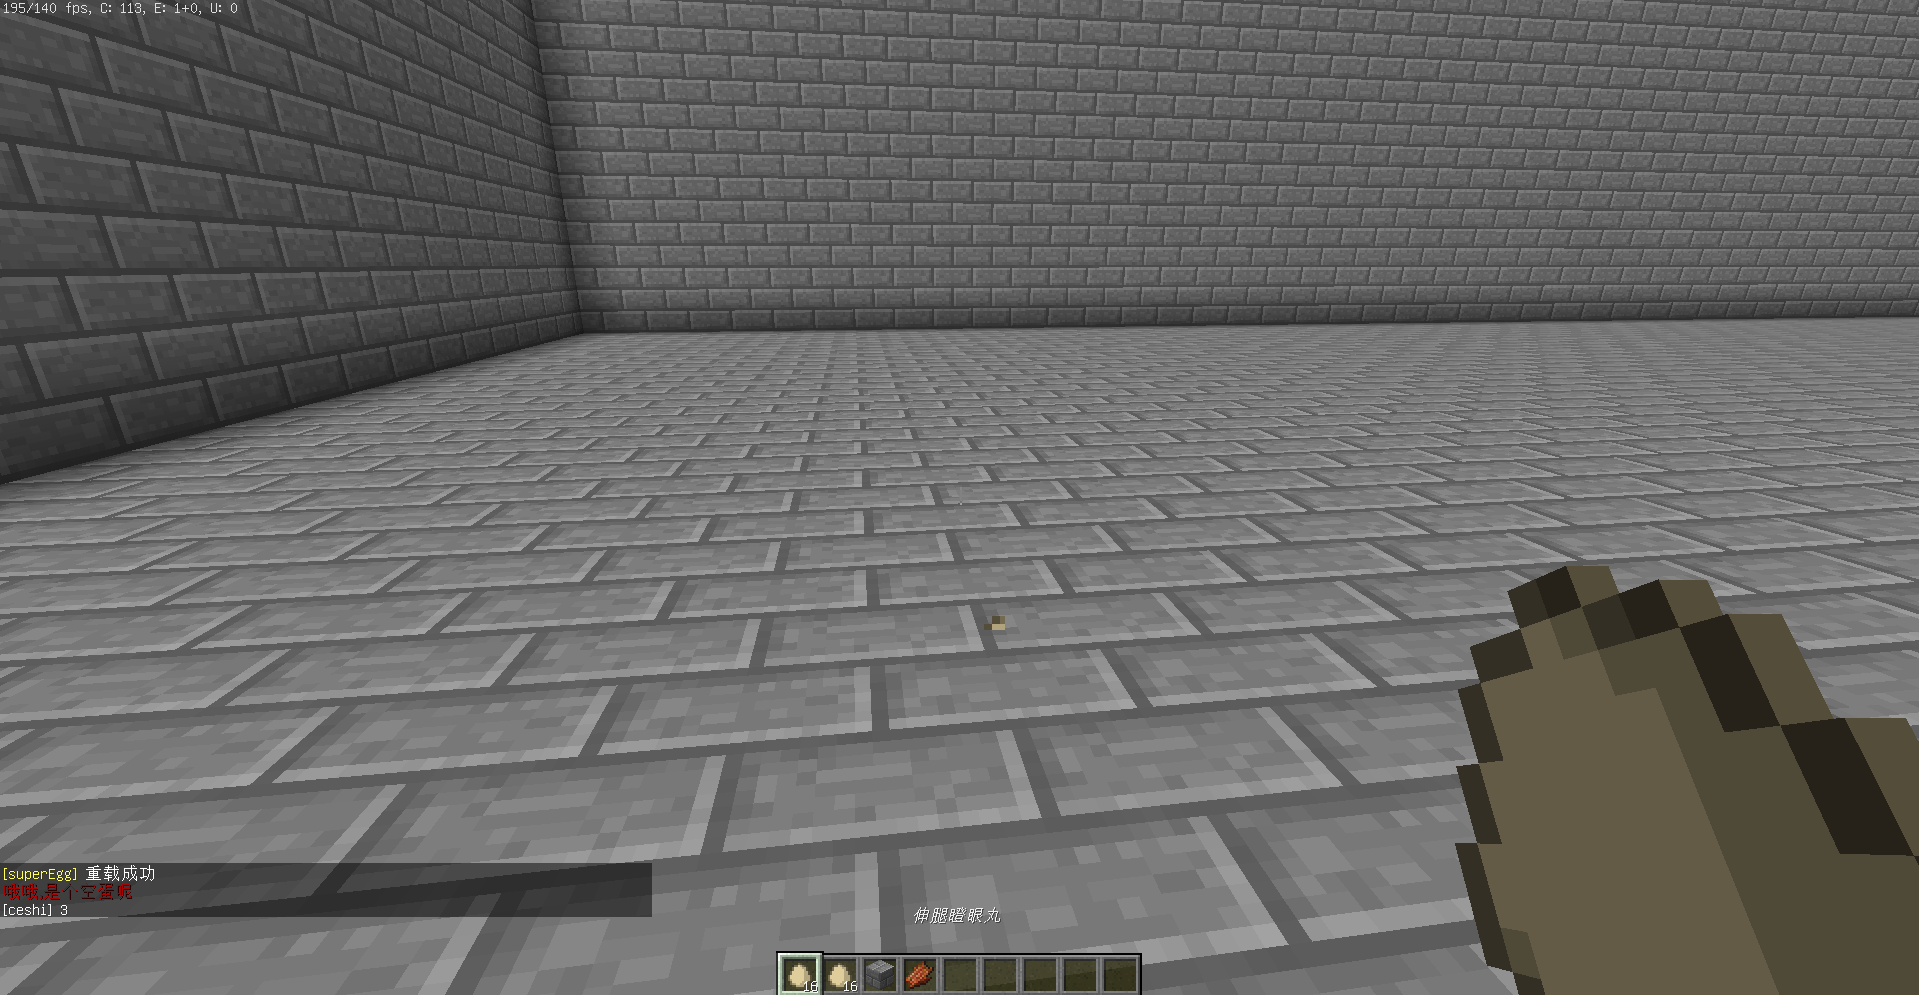 195/140 fps, C: 113, E: 1+0, U: 0
[superEgg] 重载成功
哦哦,是个空蛋呢
[ceshi] 3
伸腿瞪眼丸
16 16